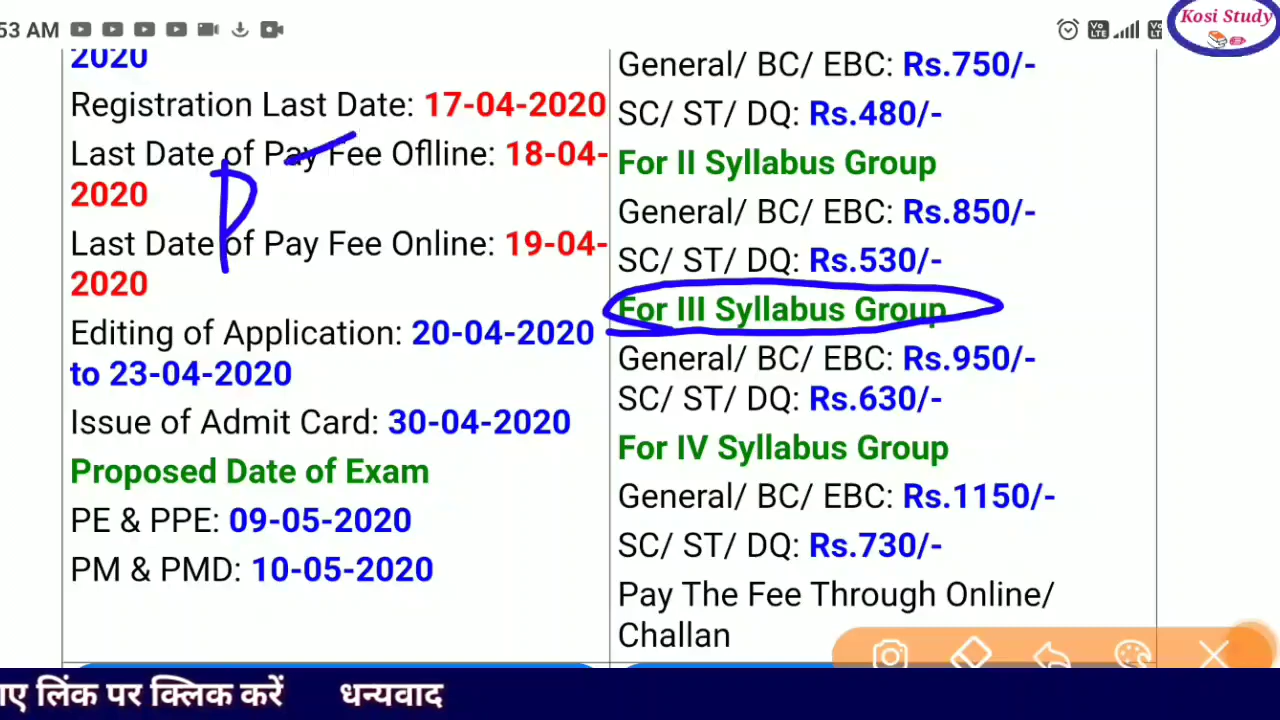 53 AM
Kosi Study
2020
Registration Last Date: 17-04-2020
Last Date of Pay Fee Oflline: 18-04-
2020
Last Date of Pay Fee Online: 19-04-
2020
Editing of Application: 20-04-2020
to 23-04-2020
Issue of Admit Card: 30-04-2020
Proposed Date of Exam
PE & PPE: 09-05-2020
PM & PMD: 10-05-2020
P
General/ BC/ EBC: Rs.750/-
SC/ ST/ DQ: Rs.480/-
For II Syllabus Group
General/ BC/ EBC: Rs.850/-
SC/ ST/ DQ: Rs.530/-
For III Syllabus Group
General/ BC/ EBC: Rs.950/-
SC/ ST/ DQ: Rs.630/-
For IV Syllabus Group
General/ BC/ EBC: Rs.1150/-
SC/ ST/ DQ: Rs.730/-
Pay The Fee Through Online/
Challan
लिंक पर क्लिक करें धन्यवाद